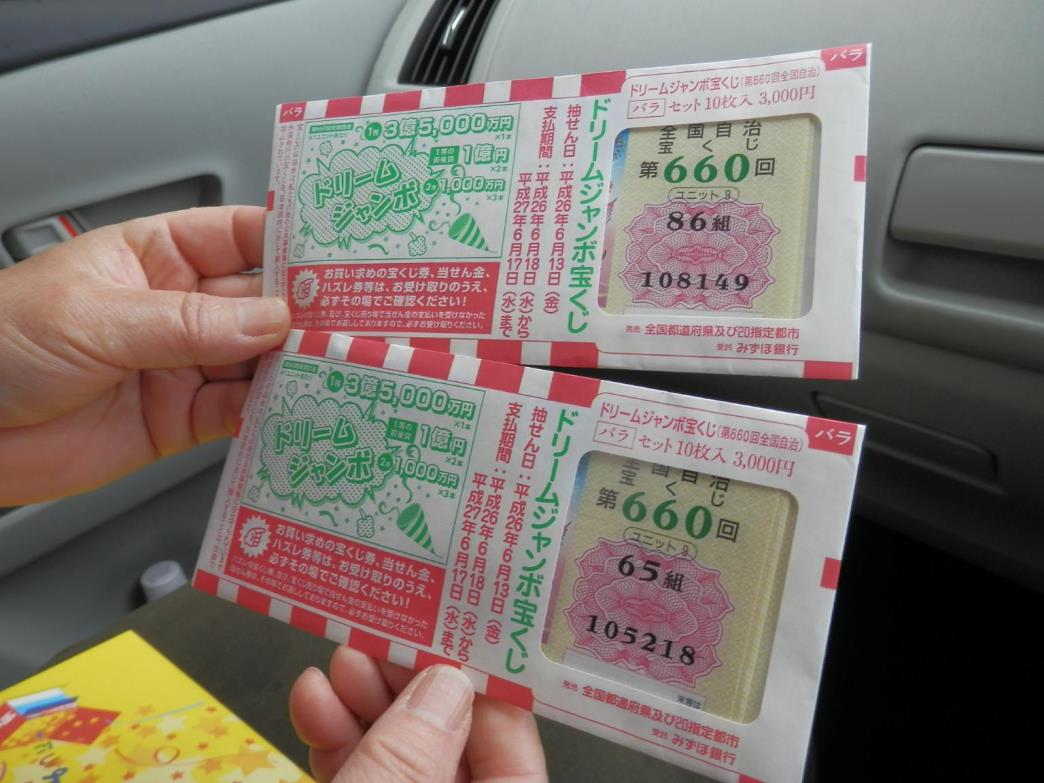 バラ
1等 3億5,000万円
×1本
1等の前後賞 1億円
×2本
2等 1,000万円
×3本
ドリーム
ジャンボ
お買い求めの宝くじ券、当せん金、
ハズレ券等は、お受け取りのうえ、
必ずその場でご確認ください!
支払期間:平成26年6月18日(水)から
平成27年6月17日(水)まで
抽せん日:平成26年6月13日(金)
ドリームジャンボ宝くじ
バラ
ドリームジャンボ宝くじ(第660回全国自治)
バラ セット10枚入 3,000円
全国自治
宝くじ
第660回
ユニット 9
86組
108149
発売 全国都道府県及び20指定都市
受託 みずほ銀行
1等 3億5,000万円
×1本
1等の前後賞 1億円
×2本
2等 1,000万円
×3本
ドリーム
ジャンボ
お買い求めの宝くじ券、当せん金、
ハズレ券等は、お受け取りのうえ、
必ずその場でご確認ください!
支払期間:平成26年6月18日(水)から
平成27年6月17日(水)まで
抽せん日:平成26年6月13日(金)
ドリームジャンボ宝くじ
バラ
ドリームジャンボ宝くじ(第660回全国自治)
バラ セット10枚入 3,000円
国自治
宝くじ
第660回
ユニット 9
65組
105218
発売 全国都道府県及び20指定都市
受託 みずほ銀行